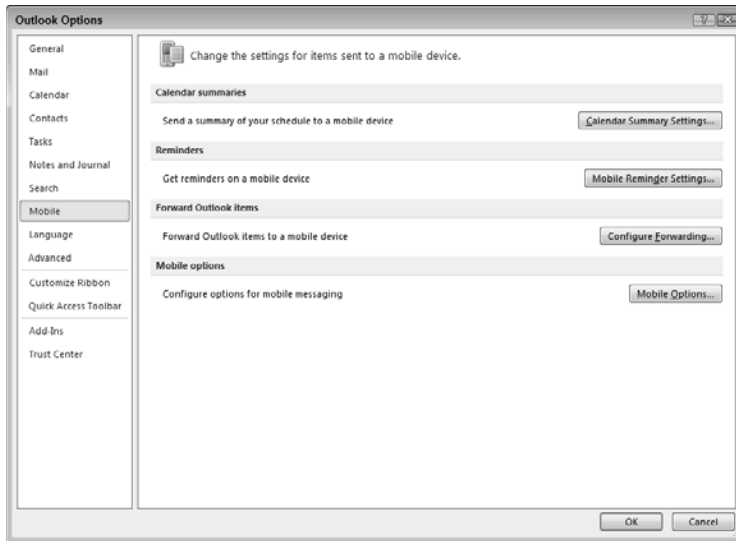 Outlook Options
General
Mail
Calendar
Contacts
Tasks
Notes and Journal
Search
Mobile
Language
Advanced
Customize Ribbon
Quick Access Toolbar
Add-Ins
Trust Center
Change the settings for items sent to a mobile device.
Calendar summaries
Send a summary of your schedule to a mobile device
Calendar Summary Settings...
Reminders
Get reminders on a mobile device
Mobile Reminder Settings...
Forward Outlook items
Forward Outlook items to a mobile device
Configure Forwarding...
Mobile options
Configure options for mobile messaging
Mobile Options...
OK
Cancel